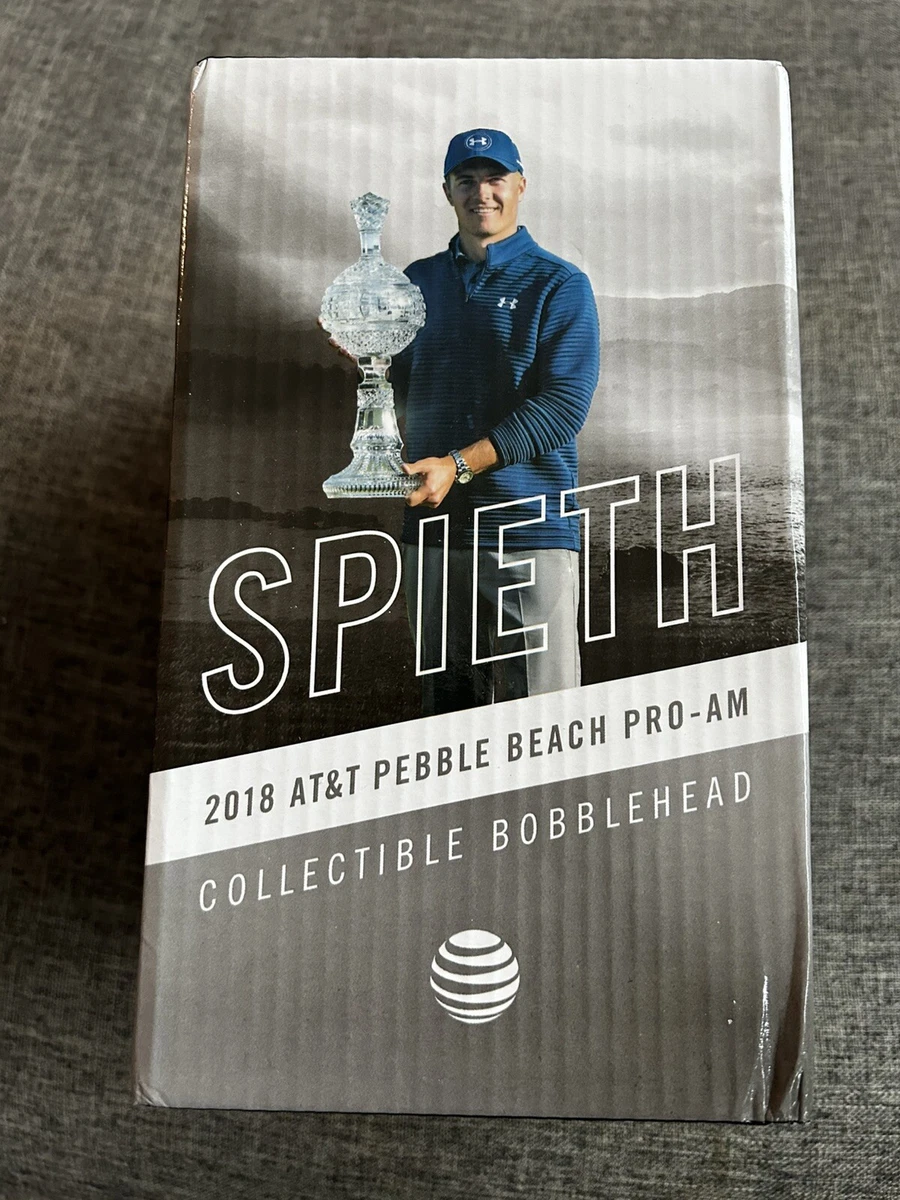 SPIETH
2018 AT&T PEBBLE BEACH PRO-AM
COLLECTIBLE BOBBLEHEAD